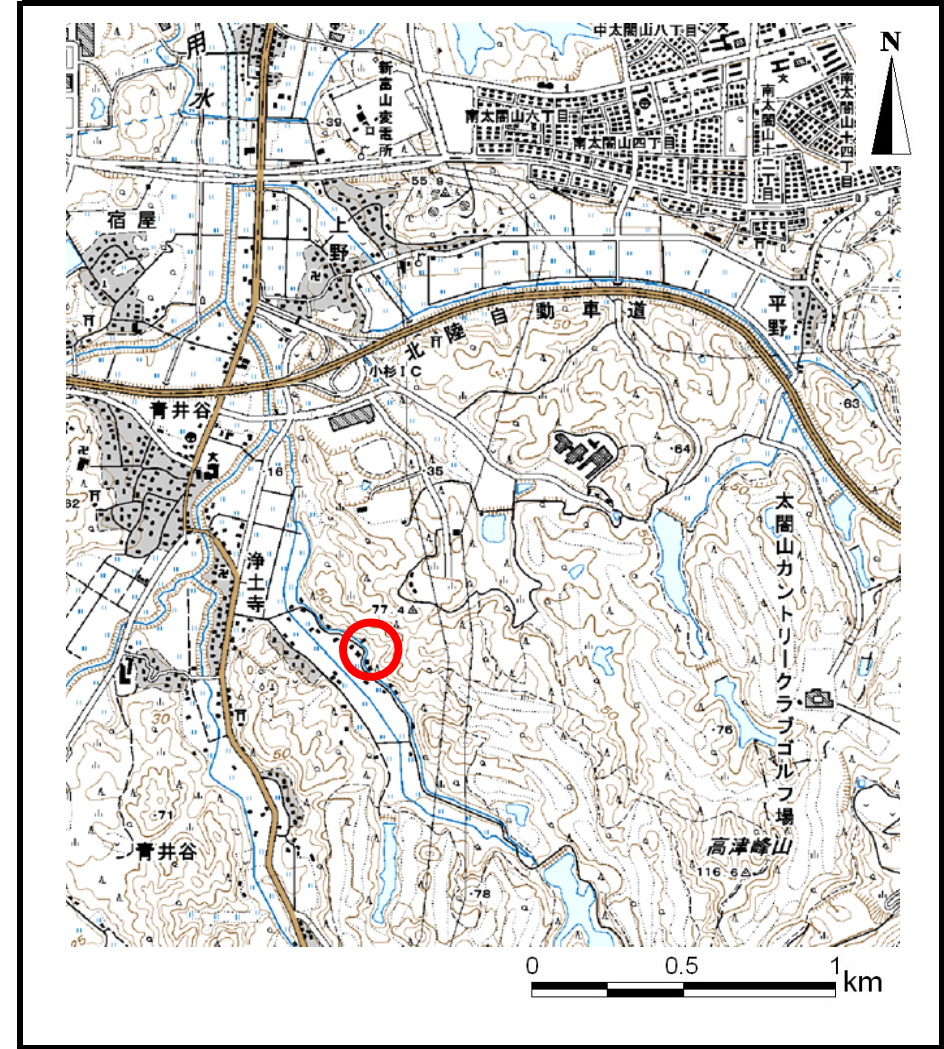 中太閤山八丁目
N
用水
新富山変電所
39
南太閤山六丁目
南太閤山四丁目
南太閤山十二丁目
南太閤山十四丁目
55.9
宿屋
上野
平野
北陸自動車道
50
小杉IC
青井谷
63
64
16
35
62
50
太閤山カントリークラブゴルフ場
浄土寺
77.4
30
50
50
76
71
青井谷
高津峰山
116.6
78
0
0.5
1
km